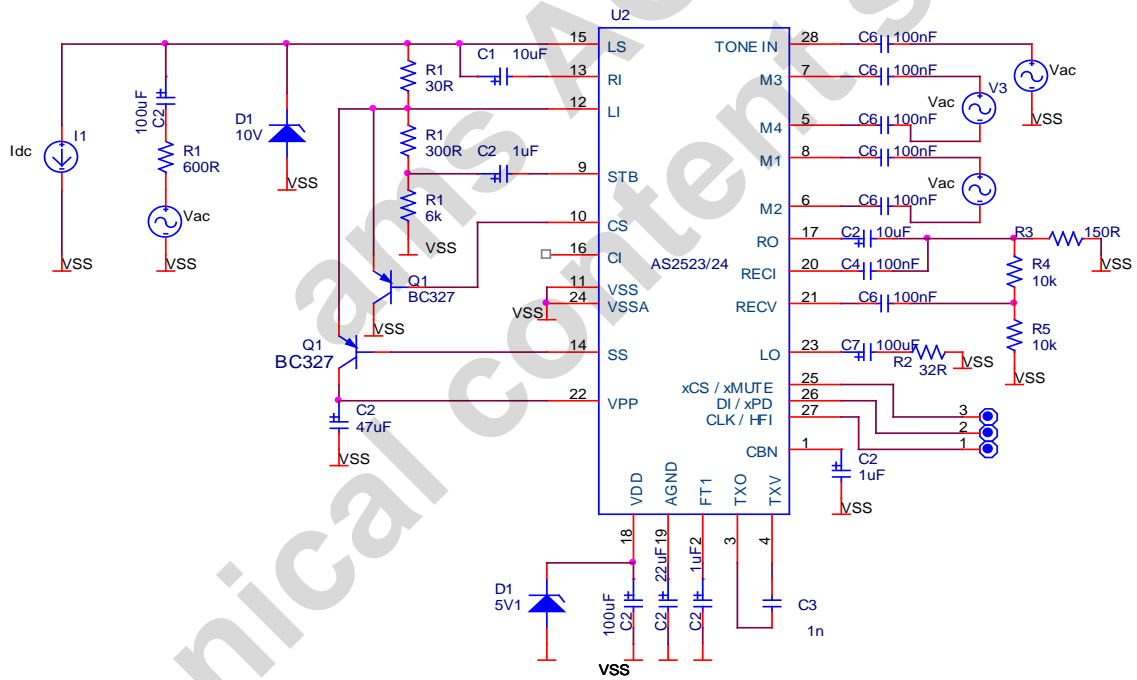 U2
15 LS
C1 10uF
13 RI
R1
30R
12 LI
100uF
C2
I1
Idc
R1
600R
Vac
D1
10V
VSS
VSS
VSS
R1
300R
C2 1uF
9 STB
R1
6k
VSS
10 CS
16 CI
AS2523/24
Q1
BC327
VSS
11 VSS
24 VSSA
VSS
Q1
BC327
14 SS
22 VPP
C2
47uF
VSS
TONE IN 28 C6 100nF
Vac
VSS
M3 7 C6 100nF
Vac V3
M4 5 C6 100nF
M1 8 C6 100nF
Vac
M2 6 C6 100nF
RO 17 C2 10uF
R3 150R
VSS
RECI 20 C4 100nF
R4
10k
RECV 21 C6 100nF
R5
10k
VSS
LO 23 C7 100uF
R2 32R
VSS
xCS / xMUTE 25
DI / xPD 26
CLK / HFI 27
3
2
1
CBN 1
C2
1uF
VSS
VDD
AGND
FT1
TXO
TXV
18
19
2
3
4
D1
5V1
100uF
C2
22uF
C2
1uF
C2
C3
1n
VSS
ams AG
nical content s